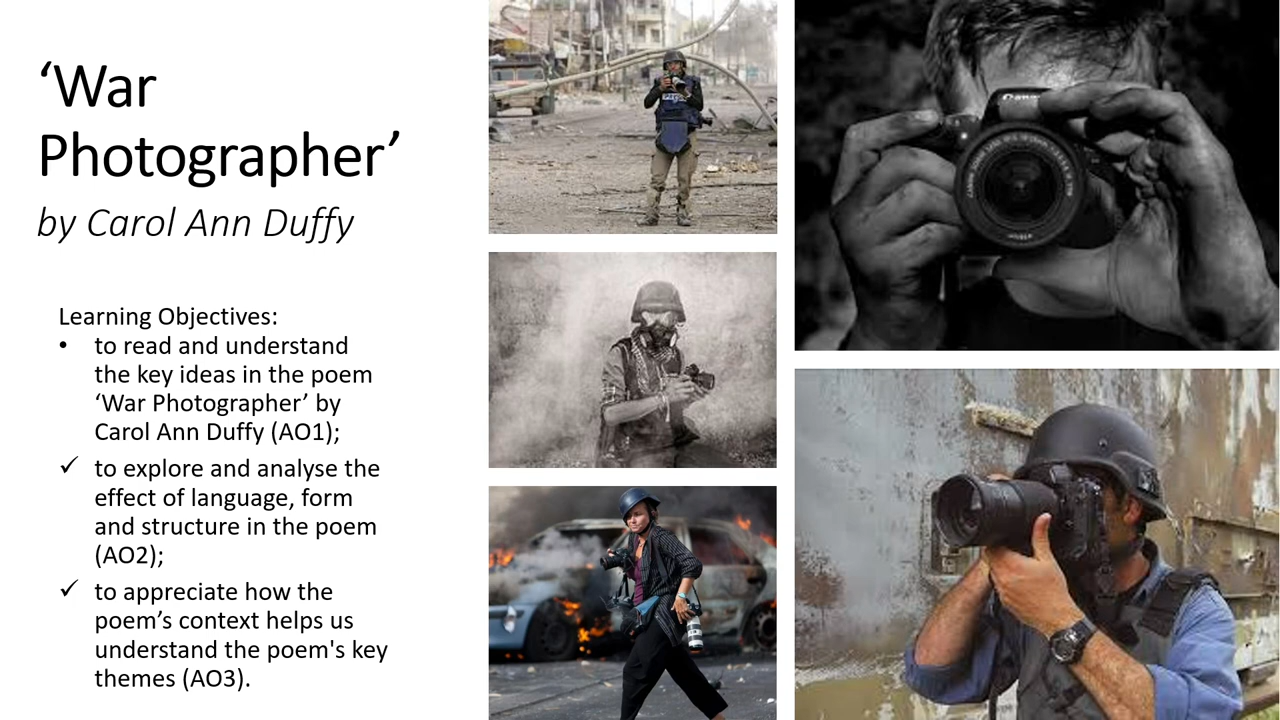 ‘War
Photographer’
by Carol Ann Duffy
Learning Objectives:
• to read and understand
the key ideas in the poem
‘War Photographer’ by
Carol Ann Duffy (AO1);
✓ to explore and analyse the
effect of language, form
and structure in the poem
(AO2);
✓ to appreciate how the
poem’s context helps us
understand the poem's key
themes (AO3).
Canon